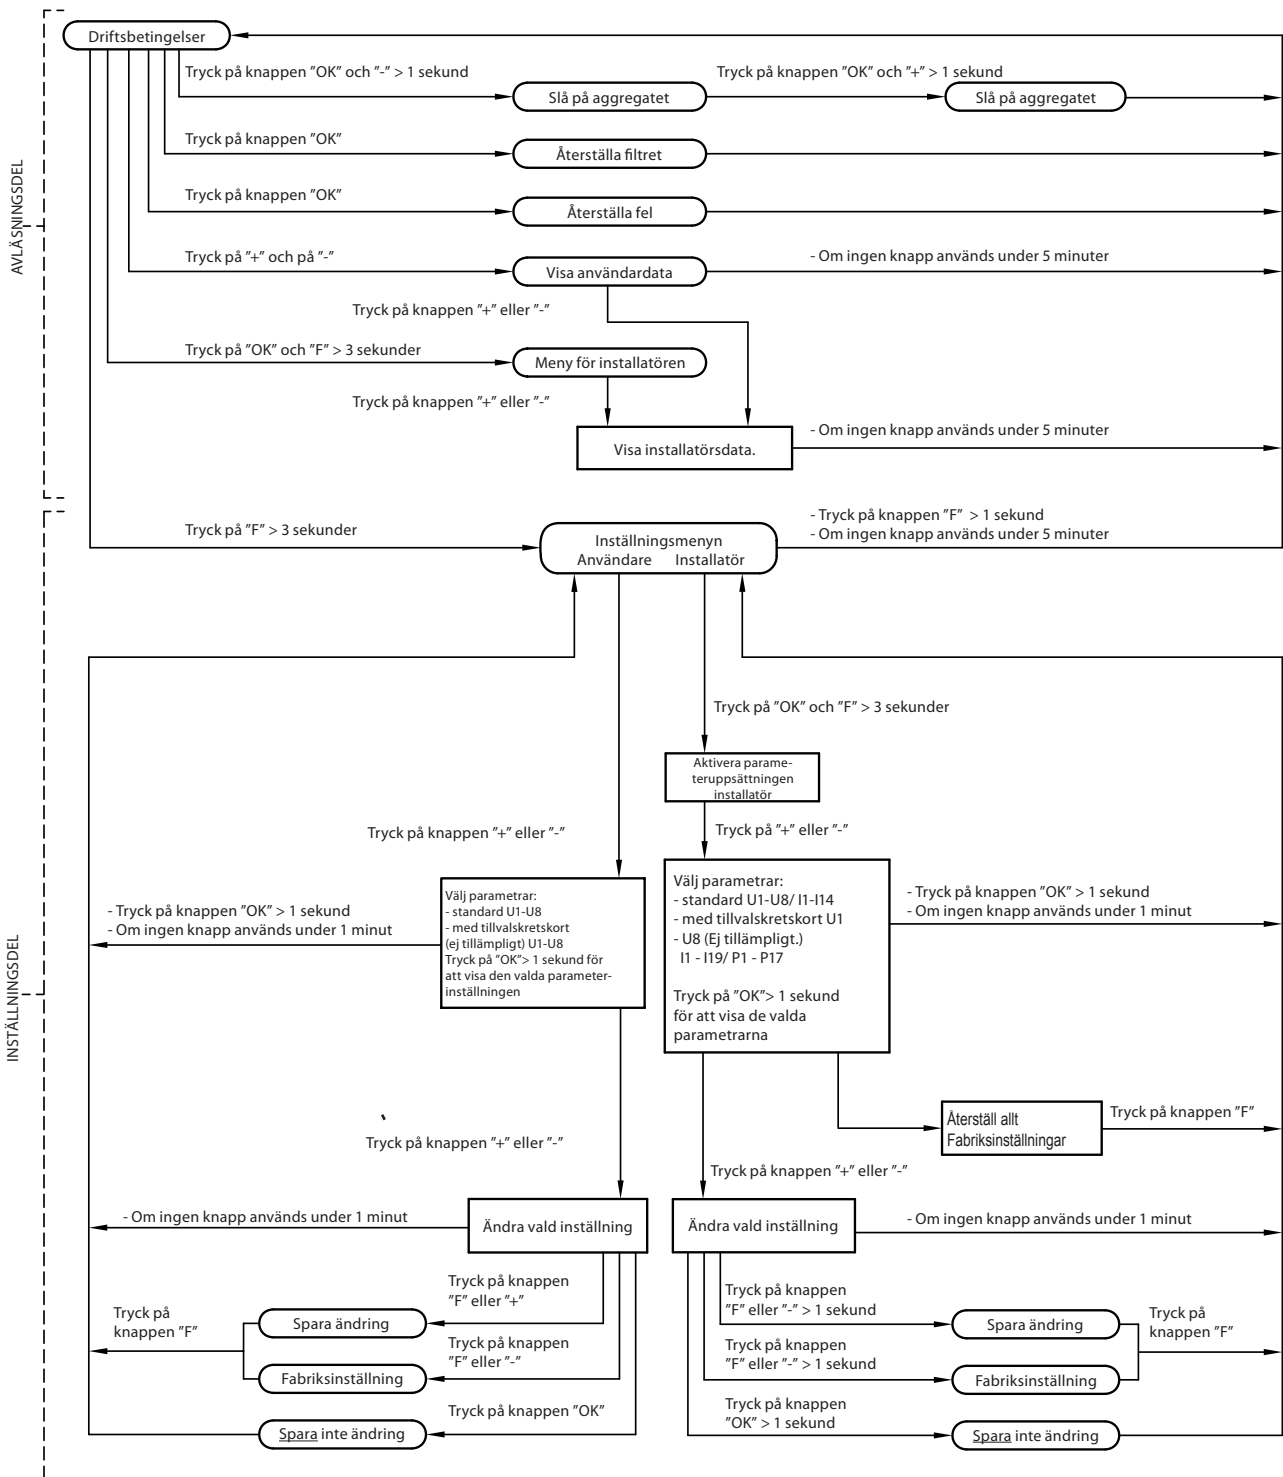 Driftsbetingelser
Tryck på knappen ”OK” och ”-” > 1 sekund
Tryck på knappen ”OK” och ”+” > 1 sekund
Slå på aggregatet
Slå på aggregatet
Tryck på knappen ”OK”
Återställa filtret
Tryck på knappen ”OK”
Återställa fel
AVLÄSNINGSDEL
Tryck på ”+” och på ”-”
Visa användardata
- Om ingen knapp används under 5 minuter
Tryck på knappen ”+” eller ”-”
Tryck på ”OK” och ”F” > 3 sekunder
Meny för installatören
Tryck på knappen ”+” eller ”-”
Visa installatörsdata.
- Om ingen knapp används under 5 minuter
Tryck på ”F” > 3 sekunder
Inställningsmenyn
Användare Installatör
- Tryck på knappen ”F” > 1 sekund
- Om ingen knapp används under 5 minuter
Tryck på ”OK” och ”F” > 3 sekunder
Aktivera parame-
teruppsättningen
installatör
Tryck på knappen ”+” eller ”-”
Tryck på ”+” eller ”-”
INSTÄLLNINGSDEL
- Tryck på knappen ”OK” > 1 sekund
- Om ingen knapp används under 1 minut
Välj parametrar:
- standard U1-U8
- med tillvalskretskort
(ej tillämpligt) U1-U8
Tryck på ”OK”> 1 sekund för
att visa den valda parameter-
inställningen
Välj parametrar:
- standard U1-U8/ I1-I14
- med tillvalskretskort U1
- U8 (Ej tillämpligt.)
I1 - I19/ P1 - P17
Tryck på ”OK”> 1 sekund
för att visa de valda
parametrarna
- Tryck på knappen ”OK” > 1 sekund
- Om ingen knapp används under 1 minut
Återställ allt
Fabriksinställningar
Tryck på knappen ”F”
Tryck på knappen ”+” eller ”-”
Tryck på knappen ”+” eller ”-”
- Om ingen knapp används under 1 minut
Ändra vald inställning
Ändra vald inställning
- Om ingen knapp används under 1 minut
Tryck på
knappen ”F”
Tryck på knappen
”F” eller ”+”
Spara ändring
Tryck på knappen
”F” eller ”-”
Fabriksinställning
Tryck på knappen ”OK”
Spara inte ändring
Tryck på knappen
”F” eller ”-” > 1 sekund
Spara ändring
Tryck på
knappen ”F”
Tryck på knappen
”F” eller ”-” > 1 sekund
Fabriksinställning
Tryck på knappen
”OK” > 1 sekund
Spara inte ändring